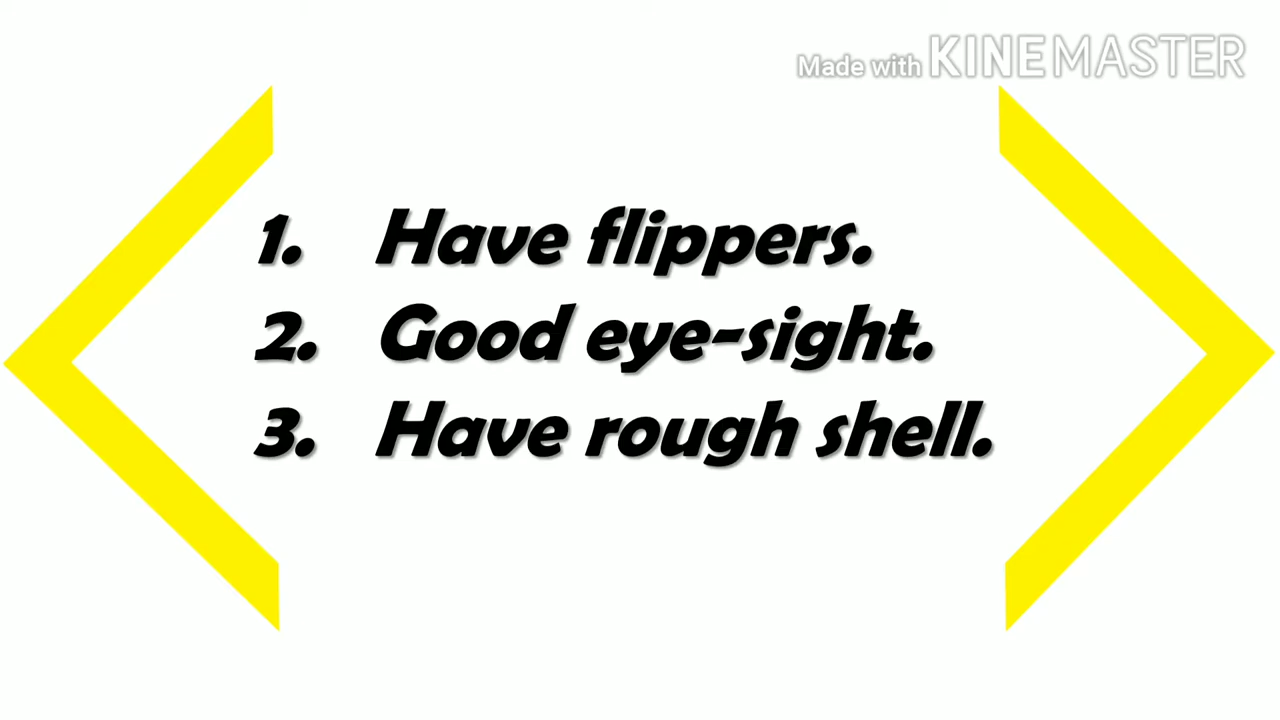 Made with KINEMASTER
1. Have flippers.
2. Good eye-sight.
3. Have rough shell.